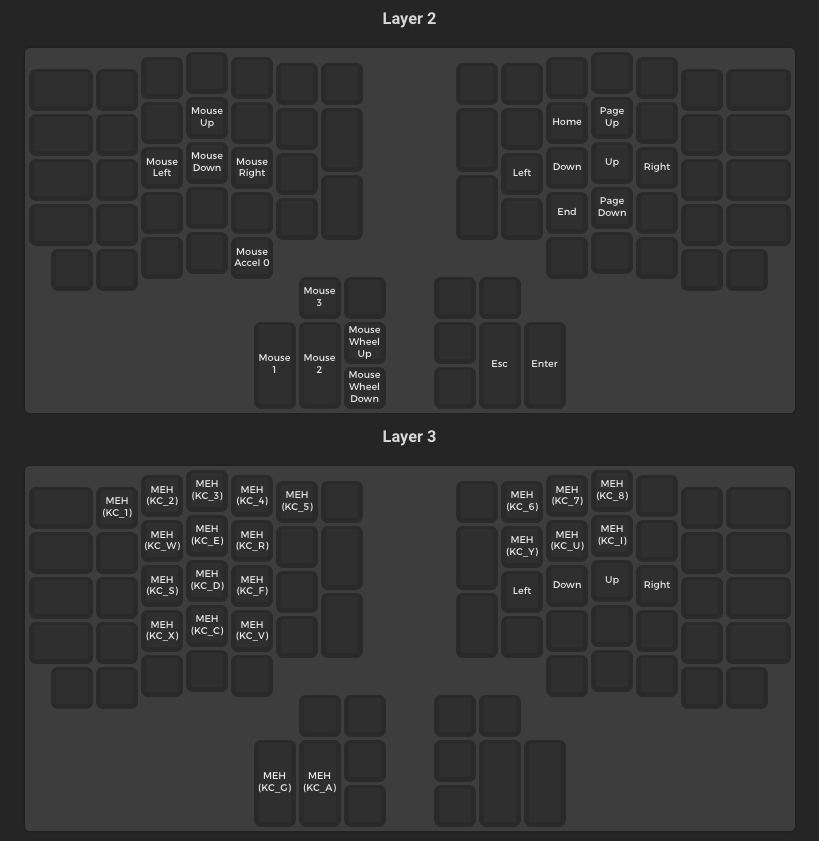 Layer 2
Mouse
Up
Home
Page
Up
Mouse
Left
Mouse
Down
Mouse
Right
Left
Down
Up
Right
End
Page
Down
Mouse
Accel 0
Mouse
3
Mouse
1
Mouse
2
Mouse
Wheel
Up
Mouse
Wheel
Down
Esc
Enter
Layer 3
MEH
(KC_1)
MEH
(KC_2)
MEH
(KC_3)
MEH
(KC_4)
MEH
(KC_5)
MEH
(KC_6)
MEH
(KC_7)
MEH
(KC_8)
MEH
(KC_W)
MEH
(KC_E)
MEH
(KC_R)
MEH
(KC_Y)
MEH
(KC_U)
MEH
(KC_I)
MEH
(KC_S)
MEH
(KC_D)
MEH
(KC_F)
Left
Down
Up
Right
MEH
(KC_X)
MEH
(KC_C)
MEH
(KC_V)
MEH
(KC_G)
MEH
(KC_A)